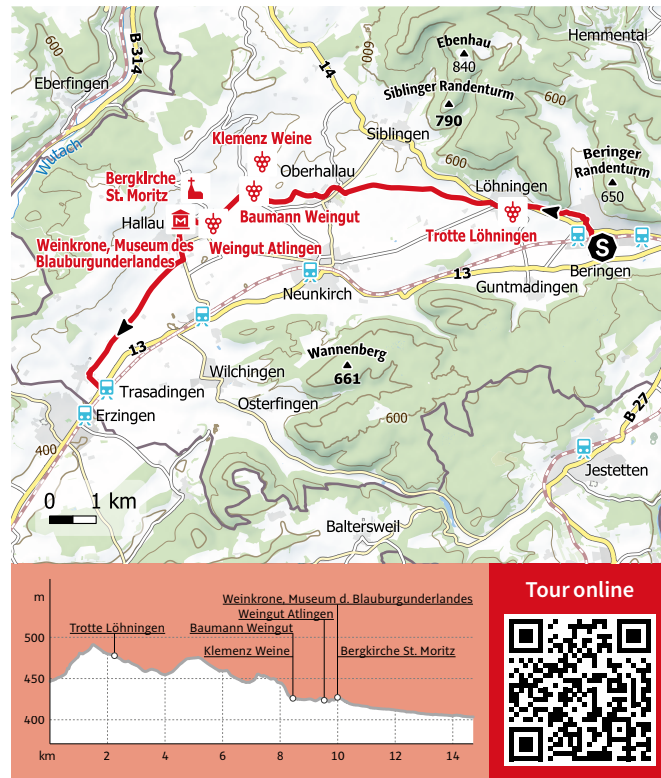 Hemmental
600
B 314
Ebenhau
840
600
14
Eberfingen
Siblinger Randenturm
790
600
Wutach
Klemenz Weine
Siblingen
Beringer
Randenturm
650
600
Oberhallau
Bergkirche
St. Moritz
Löhningen
Hallau
Baumann Weingut
Trotte Löhningen
S
Weinkrone, Museum des
Blauburgunderlandes
Weingut Atlingen
Beringen
13
Guntmadingen
Neunkirch
13
Wannenberg
661
Wilchingen
Trasadingen
Osterfingen
600
Erzingen
B 27
400
Jestetten
0 1 km
Baltersweil
m
Weinkrone, Museum d. Blauburgunderlandes
Weingut Atlingen
Trotte Löhningen
Baumann Weingut
500
Klemenz Weine
Bergkirche St. Moritz
450
400
km 2 4 6 8 10 12 14
Tour online